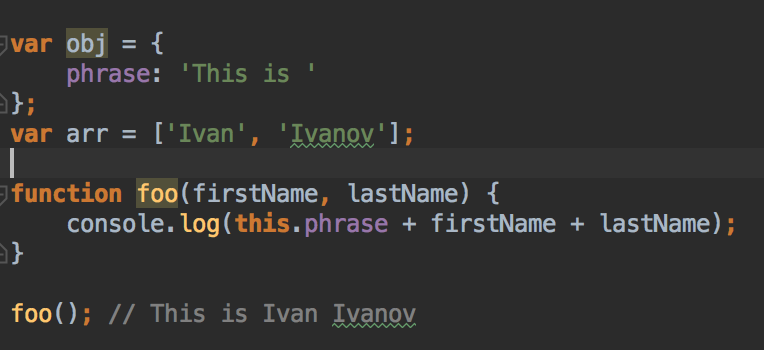 var obj = {
    phrase: 'This is '
};
var arr = ['Ivan', 'Ivanov'];
function foo(firstName, lastName) {
    console.log(this.phrase + firstName + lastName);
}
foo(); // This is Ivan Ivanov